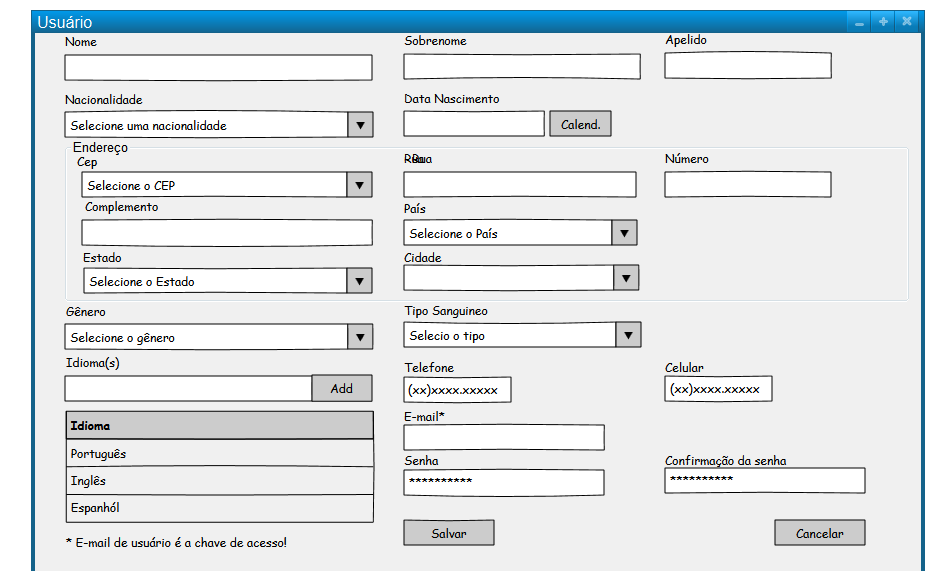 Usuário
Nome Sobrenome Apelido
Nacionalidade Data Nascimento
Selecione uma nacionalidade Calend.
Endereço
Cep Rua Número
Selecione o CEP
Complemento País
Selecione o País
Estado Cidade
Selecione o Estado
Gênero Tipo Sanguineo
Selecione o gênero Selecio o tipo
Idioma(s) Telefone Celular
Add (xx)xxxx.xxxxx (xx)xxxx.xxxxx
Idioma E-mail*
Português
Senha Confirmação da senha
Inglês ********** **********
Espanhól
* E-mail de usuário é a chave de acesso! Salvar Cancelar